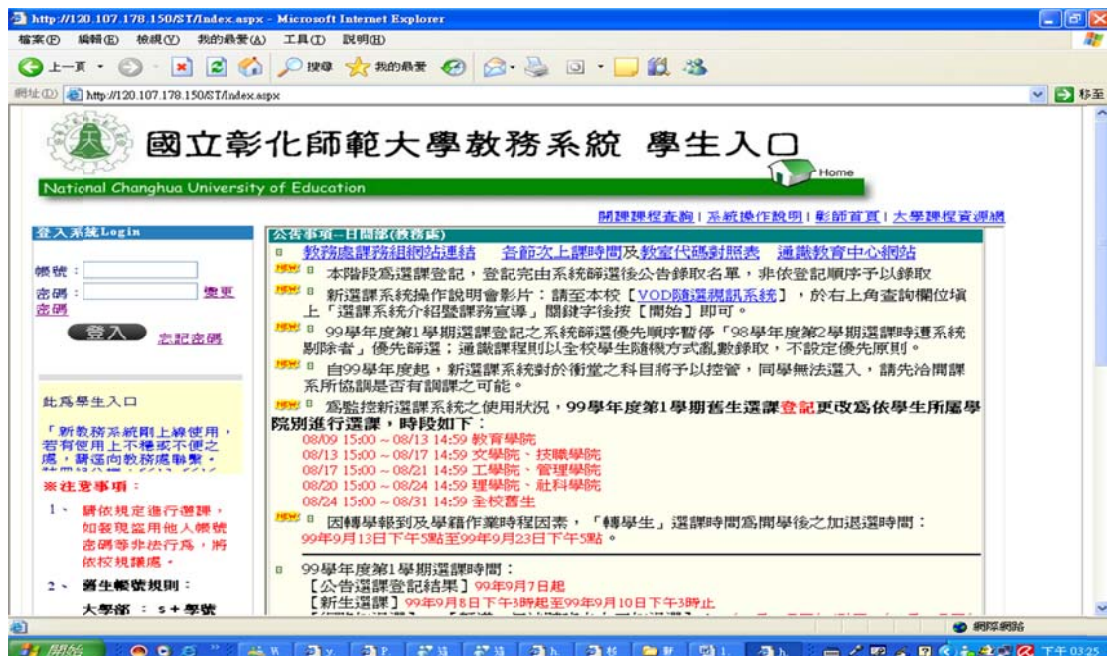 http://120.107.178.150/ST/Index.aspx - Microsoft Internet Explorer
檔案(F) 編輯(E) 檢視(V) 我的最愛(A) 工具(T) 說明(H)
上一頁 搜尋 我的最愛
網址(D) http://120.107.178.150/ST/Index.aspx 移至
國立彰化師範大學教務系統 學生入口
Home
National Changhua University of Education
開課課程查詢 | 系統操作說明 | 彰師首頁 | 大學課程資源網
登入系統Login
帳號：
密碼： 變更密碼
登入 忘記密碼
此為學生入口
「新教務系統剛上線使用，
若有使用上不穩或不便之
處，請逕向教務處聯繫。
※注意事項：
1、 請依規定進行選課，
如發現盜用他人帳號
密碼等非法行為，將
依校規議處。
2、 舊生帳號規則：
大學部 : s + 學號
公告事項--日間部(教務處)
教務處課務組網站連結 各節次上課時間及教室代碼對照表 通識教育中心網站
NEW 本階段為選課登記，登記完由系統篩選後公告錄取名單，非依登記順序予以錄取
NEW 新選課系統操作說明會影片：請至本校【VOD隨選視訊系統】，於右上角查詢欄位填
上「選課系統介紹暨課務宣導」關鍵字後按【開始】即可。
NEW 99學年度第1學期選課登記之系統篩選優先順序暫停「98學年度第2學期選課時遭系統
剔除者」優先篩選；通識課程則以全校學生隨機方式亂數錄取，不設定優先原則。
NEW 自99學年度起，新選課系統對於衝堂之科目將予以控管，同學無法選入，請先洽開課
系所協調是否有調課之可能。
NEW 為監控新選課系統之使用狀況，99學年度第1學期舊生選課登記更改為依學生所屬學
院別進行選課，時段如下：
08/09 15:00 ~ 08/13 14:59 教育學院
08/13 15:00 ~ 08/17 14:59 文學院、技職學院
08/17 15:00 ~ 08/21 14:59 工學院、管理學院
08/20 15:00 ~ 08/24 14:59 理學院、社科學院
08/24 15:00 ~ 08/31 14:59 全校舊生
NEW 因轉學報到及學籍作業時程因素，「轉學生」選課時間為開學後之加退選時間：
99年9月13日下午5點至99年9月23日下午5點。
99學年度第1學期選課時間：
【公告選課登記結果】99年9月7日起
【新生選課】99年9月8日下午3時起至99年9月10日下午3時止
網際網路
開始
下午 03:25